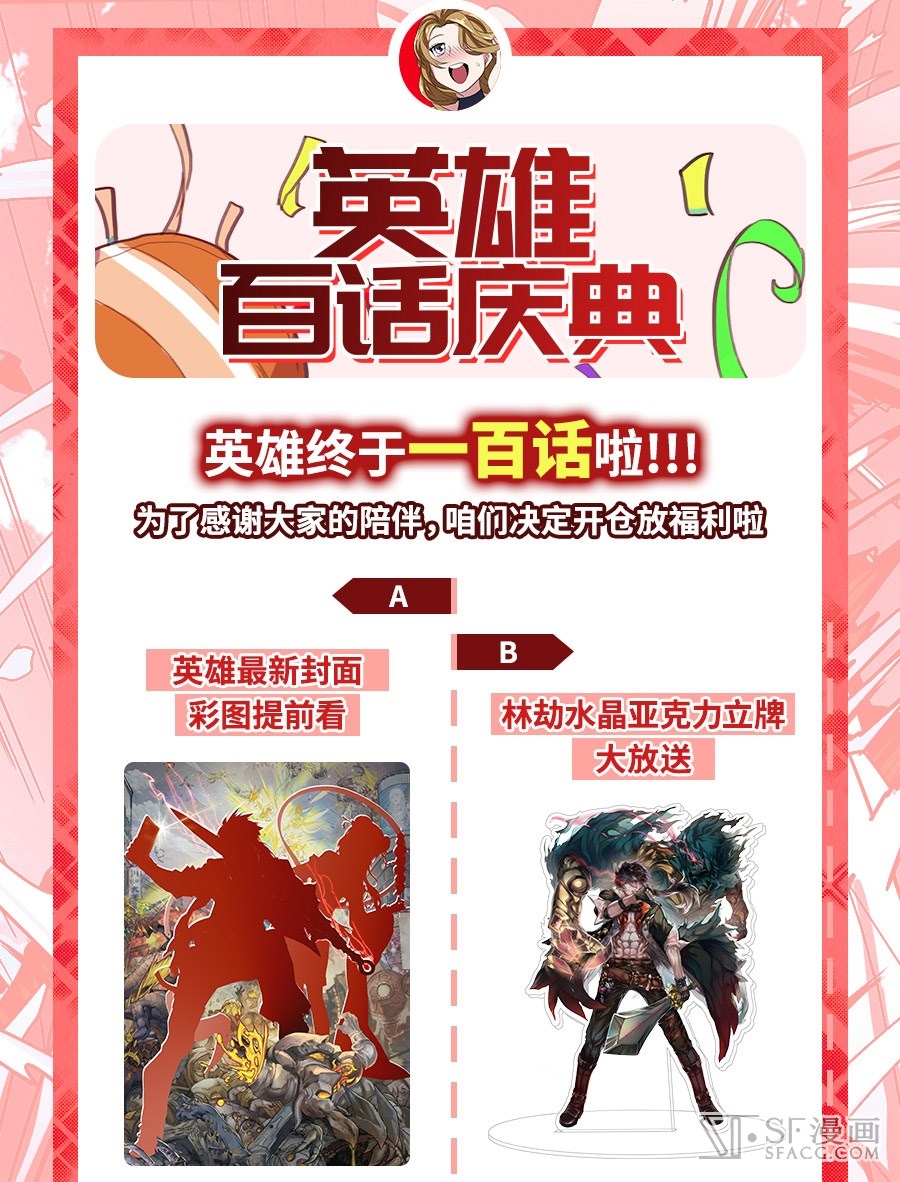 英雄
百话庆典
英雄终于一百话啦!!!
为了感谢大家的陪伴，咱们决定开仓放福利啦
A
英雄最新封面
彩图提前看
B
林劫水晶亚克力立牌
大放送
SF漫画
SFACG.COM